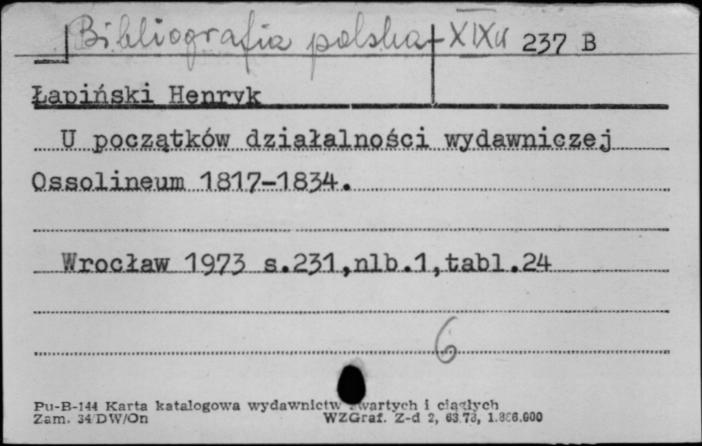 Bibliografia polska XIX w 237 B
Łapiński Henryk
U początków działalności wydawniczej
Ossolineum 1817-1834.
Wrocław 1973 s.231,nlb.1,tabl.24
6
Pu-B-144 Karta katalogowa wydawnictw zwartych i ciągłych
Zam. 34/DW/On WZGraf. Z-d 2, 63.73, 1.866.000